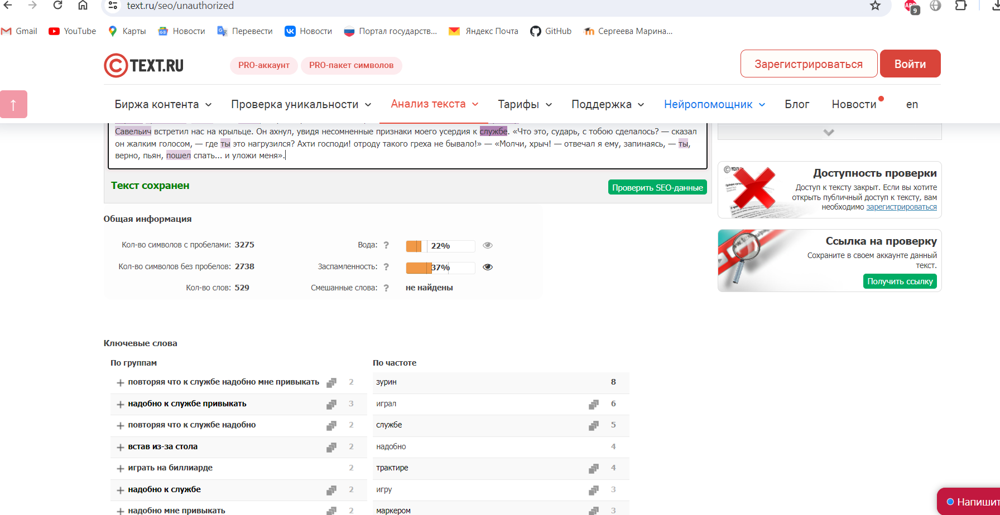 text.ru/seo/unauthorized
ABP 9
Gmail YouTube Карты Новости Перевести Новости Портал государств... Яндекс Почта GitHub Сергеева Марина...
C TEXT.RU PRO-аккаунт PRO-пакет символов Зарегистрироваться Войти
Биржа контента Проверка уникальности Анализ текста Тарифы Поддержка Нейропомощник Блог Новости en
Савельич встретил нас на крыльце. Он ахнул, увидя несомненные признаки моего усердия к службе. «Что это, сударь, с тобою сделалось? — сказал
он жалким голосом, — где ты это нагрузился? Ахти господи! отроду такого греха не бывало!» — «Молчи, хрыч! — отвечал я ему, запинаясь, — ты,
верно, пьян, пошел спать... и уложи меня».
Текст сохранен
Проверить SEO-данные
Доступность проверки
Доступ к тексту закрыт. Если вы хотите
открыть публичный доступ к тексту, вам
необходимо зарегистрироваться
Ссылка на проверку
Сохраните в своем аккаунте данный
текст.
Получить ссылку
Общая информация
Кол-во символов с пробелами: 3275 Вода: ? 22%
Кол-во символов без пробелов: 2738 Заспамленность: ? 37%
Кол-во слов: 529 Смешанные слова: ? не найдены
Ключевые слова
По группам По частоте
повторяя что к службе надобно мне привыкать 2 зурин 8
надобно к службе привыкать 3 играл 6
повторяя что к службе надобно 2 службе 5
встав из-за стола 2 надобно 4
играть на биллиарде 2 трактире 4
надобно к службе 2 игру 3
надобно мне привыкать 2 маркером 3
Напишит